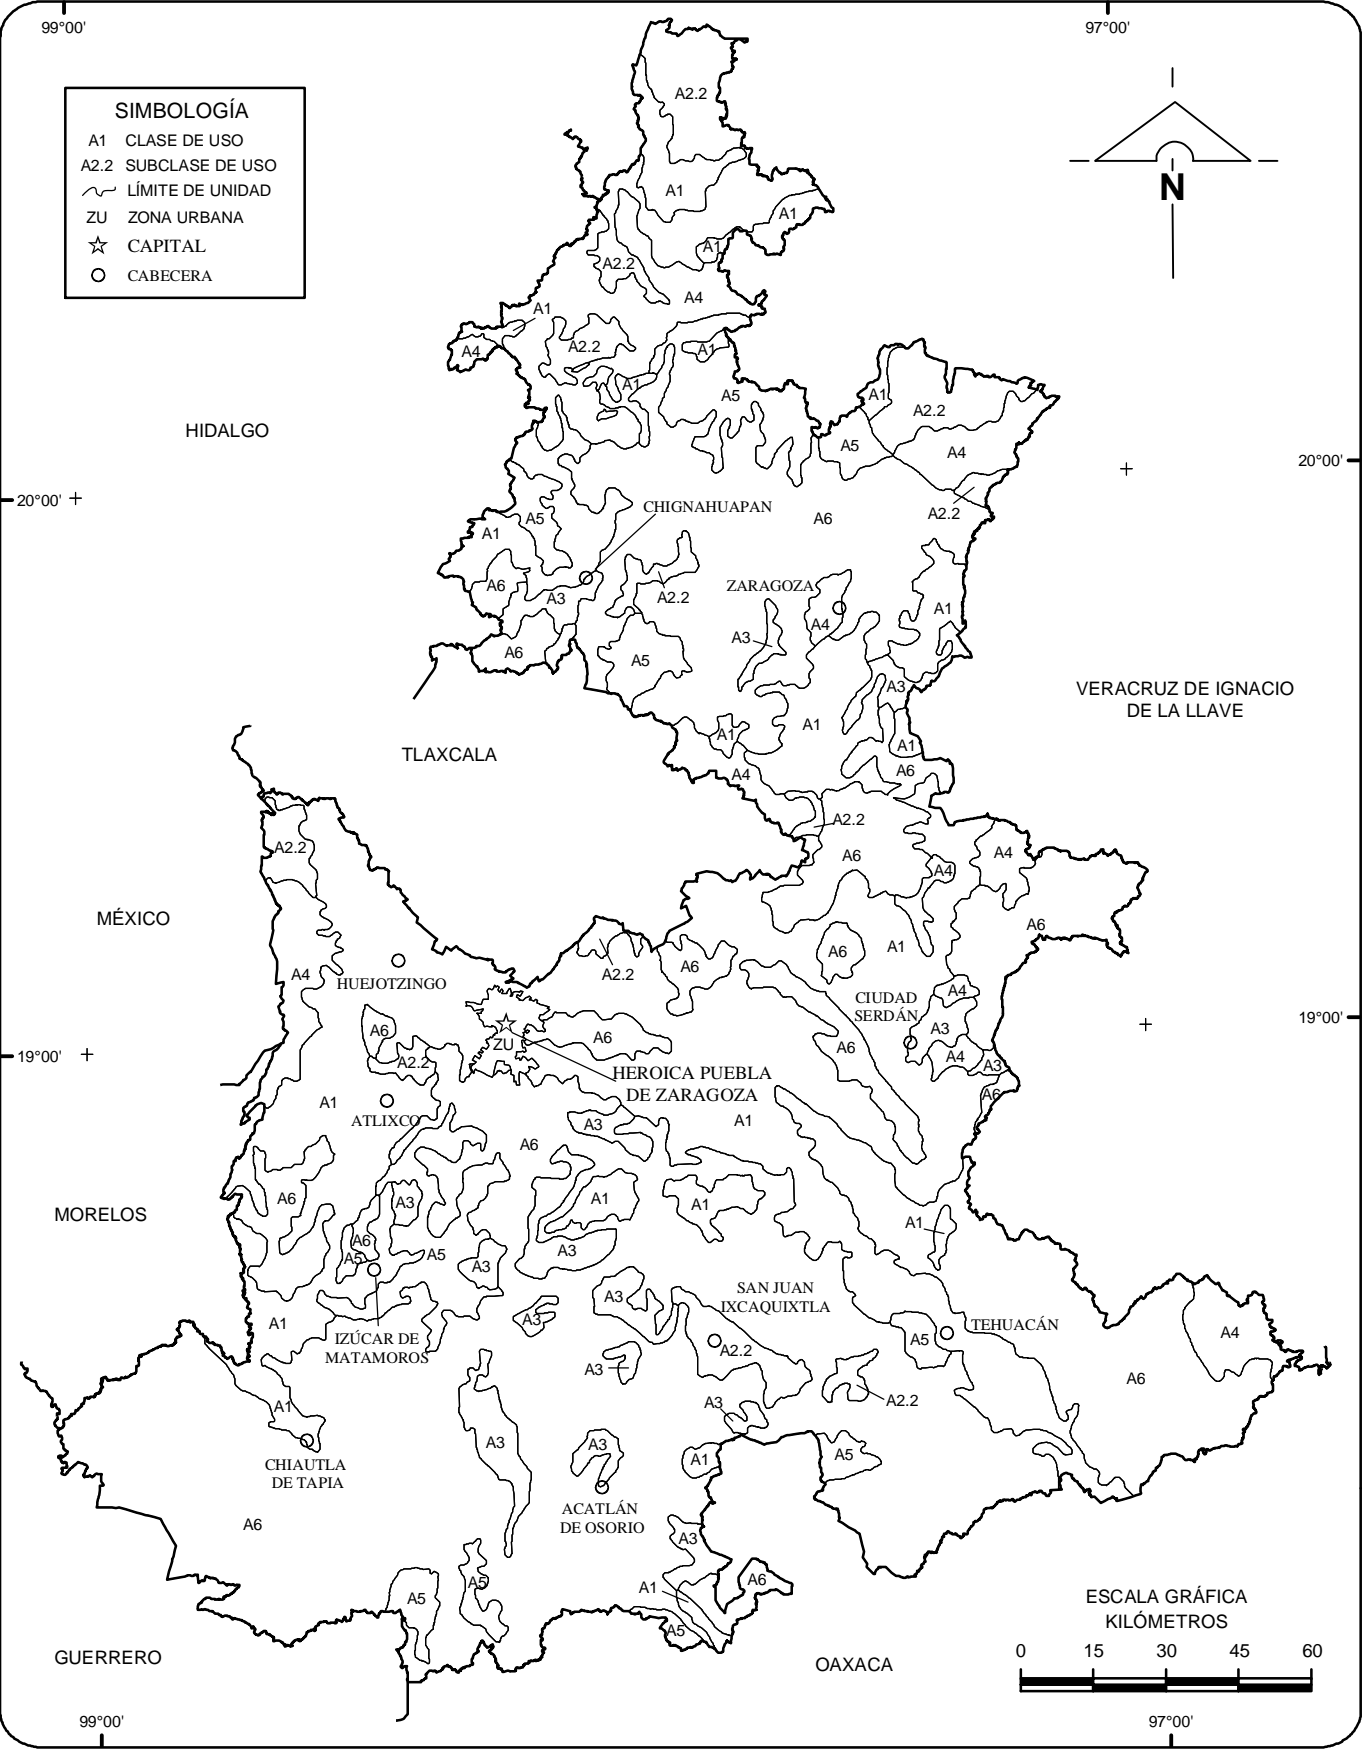 99°00'
97°00'
SIMBOLOGÍA
A1 CLASE DE USO
A2.2 SUBCLASE DE USO
LÍMITE DE UNIDAD
ZU ZONA URBANA
CAPITAL
CABECERA
N
A2.2
A1
A1
A1
A2.2
A4
A1
A4
A2.2
A1
A1
A5
A1
A2.2
HIDALGO
A5
A4
20°00'
20°00'
CHIGNAHUAPAN
A5
A6
A2.2
A1
A6
A3
A2.2
ZARAGOZA
A4
A1
A3
A6
A5
A3
VERACRUZ DE IGNACIO
DE LA LLAVE
A1
A1
A1
TLAXCALA
A4
A6
A2.2
A2.2
A6
A4
A4
MÉXICO
A6
A6
A1
A4
A2.2
A6
HUEJOTZINGO
A4
CIUDAD
SERDÁN
19°00'
A6
A6
A3
ZU
A6
19°00'
A2.2
A4
A3
HEROICA PUEBLA
DE ZARAGOZA
A6
A1
ATLIXCO
A1
A3
A6
A6
A3
A1
A1
MORELOS
A1
A6
A5
A5
A3
A3
SAN JUAN
IXCAQUIXTLA
A3
A1
A3
IZÚCAR DE
MATAMOROS
A2.2
A5
TEHUACÁN
A4
A3
A6
A1
A3
A2.2
A3
A3
A1
A5
CHIAUTLA
DE TAPIA
ACATLÁN
DE OSORIO
A6
A3
A5
A5
A1
A6
A5
ESCALA GRÁFICA
KILÓMETROS
0 15 30 45 60
GUERRERO
OAXACA
99°00'
97°00'